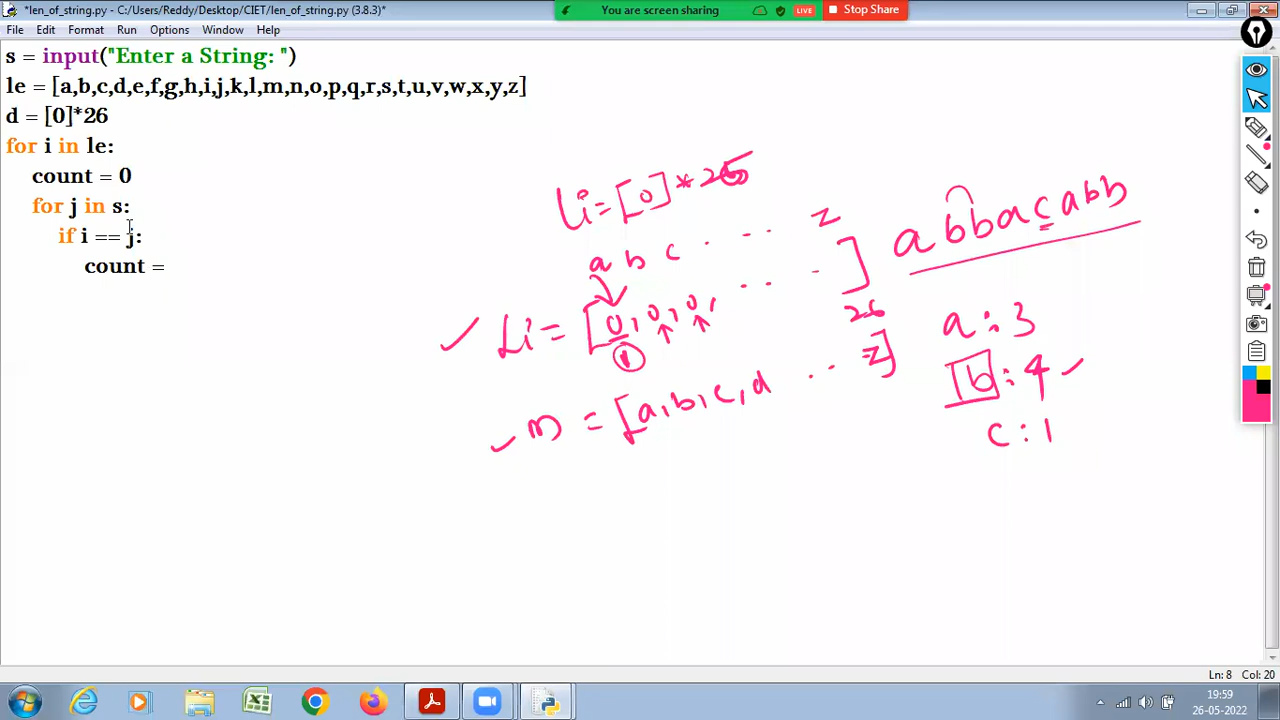 *len_of_string.py - C:/Users/Reddy/Desktop/CIET/len_of_string.py (3.8.3)*
You are screen sharing
LIVE
Stop Share
File Edit Format Run Options Window Help
s = input("Enter a String: ")
le = [a,b,c,d,e,f,g,h,i,j,k,l,m,n,o,p,q,r,s,t,u,v,w,x,y,z]
d = [0]*26
for i in le:
count = 0
for j in s:
if i == j:
count =
Li=[0]*26
a b c . . . . z
Li= [0,0,0, . . . ]
26
1
m = [a,b,c,d . . . z]
abbacabb
a:3
b:4
c:1
Ln: 8 Col: 20
19:59
26-05-2022